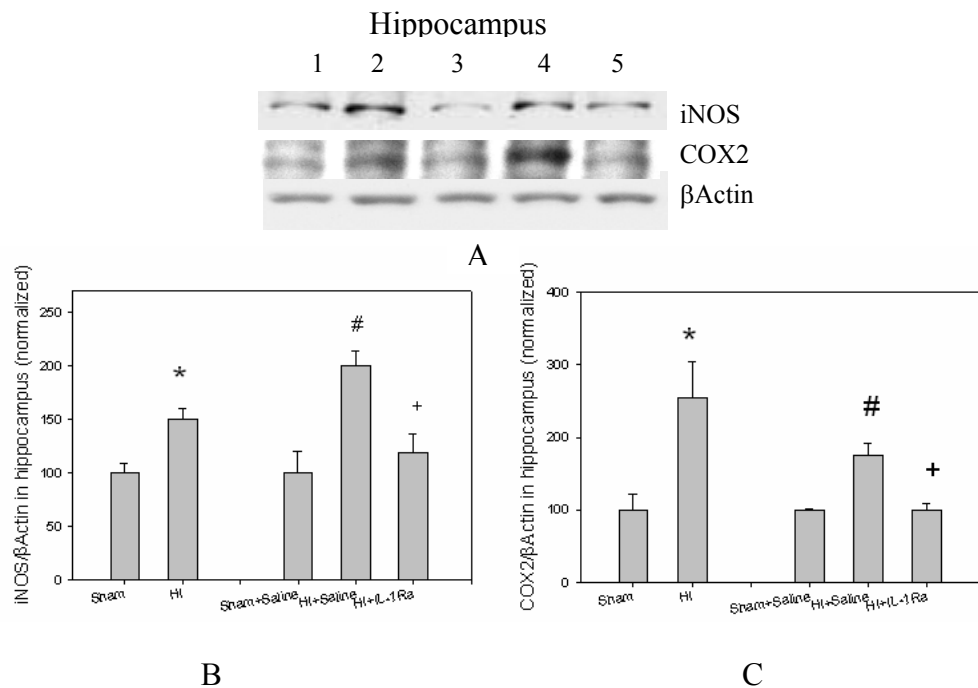 Hippocampus
1 2 3 4 5
iNOS
COX2
βActin
A
iNOS/βActin in hippocampus (normalized)
250
200
150
100
50
0
*
#
+
Sham
HI
Sham+Saline
HI+Saline
HI+IL-1Ra
B
COX2/βActin in hippocampus (normalized)
400
300
200
100
0
*
#
+
Sham
HI
Sham+Saline
HI+Saline
HI+IL-1Ra
C